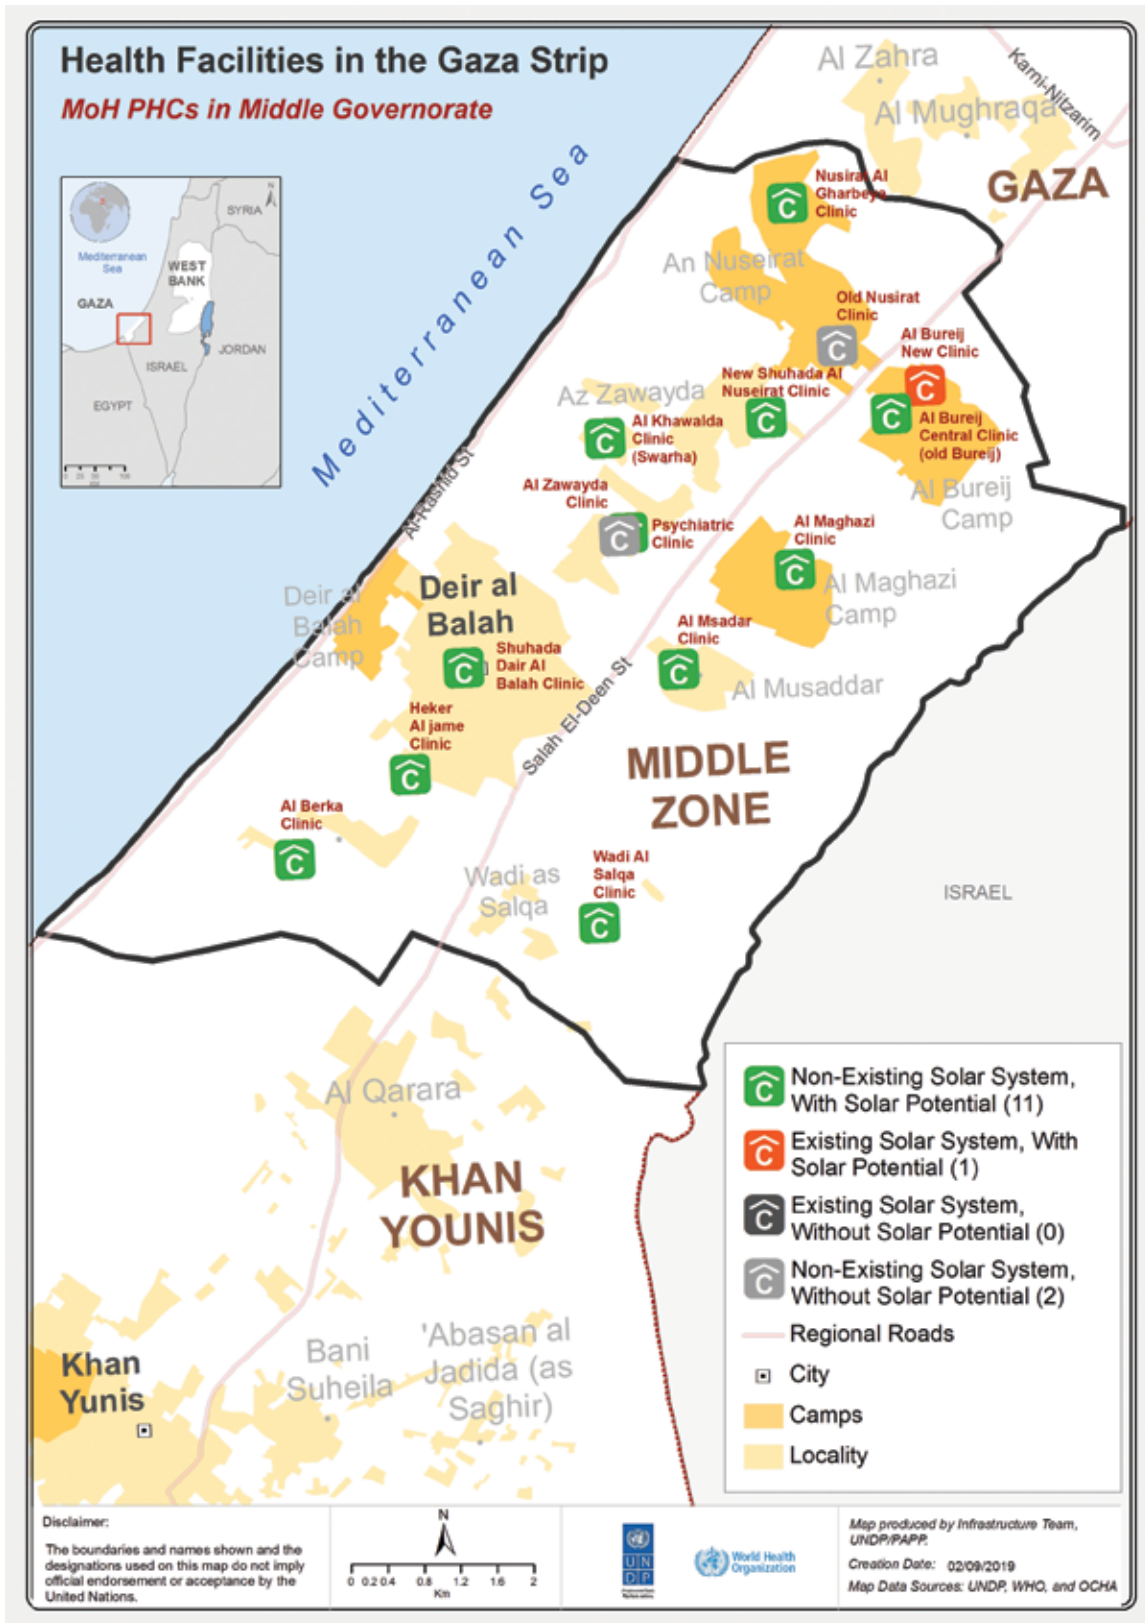 Health Facilities in the Gaza Strip
MoH PHCs in Middle Governorate
N
SYRIA
Mediterranean
Sea
WEST
BANK
GAZA
JORDAN
ISRAEL
EGYPT
0 25 50 100
Mediterranean Sea
Al Zahra
Al Mughraqa
Karni-Nitzarim
GAZA
Nusirat Al
Gharbeya
Clinic
An Nuseirat
Camp
Old Nusirat
Clinic
Al Bureij
New Clinic
New Shuhada Al
Nuseirat Clinic
Az Zawayda
Al Khawalda
Clinic
(Swarha)
Al Bureij
Central Clinic
(old Bureij)
Al Bureij
Camp
Al-Rashid St
Al Zawayda
Clinic
Psychiatric
Clinic
Al Maghazi
Clinic
Al Maghazi
Camp
Deir al
Balah
Camp
Deir al
Balah
Shuhada
Dair Al
Balah Clinic
Al Msadar
Clinic
Al Musaddar
Salah El-Deen St
Heker
Al jame
Clinic
MIDDLE
ZONE
Al Berka
Clinic
Wadi as
Salqa
Wadi Al
Salqa
Clinic
ISRAEL
Al Qarara
KHAN
YOUNIS
Khan
Yunis
Bani
Suheila
'Abasan al
Jadida (as
Saghir)
C Non-Existing Solar System,
With Solar Potential (11)
C Existing Solar System, With
Solar Potential (1)
C Existing Solar System,
Without Solar Potential (0)
C Non-Existing Solar System,
Without Solar Potential (2)
Regional Roads
City
Camps
Locality
Disclaimer:
The boundaries and names shown and the
designations used on this map do not imply
official endorsement or acceptance by the
United Nations.
N
0 0.2 0.4 0.8 1.2 1.6 2
Km
UN
DP
World Health
Organization
Map produced by Infrastructure Team,
UNDP/PAPP.
Creation Date: 02/09/2019
Map Data Sources: UNDP, WHO, and OCHA